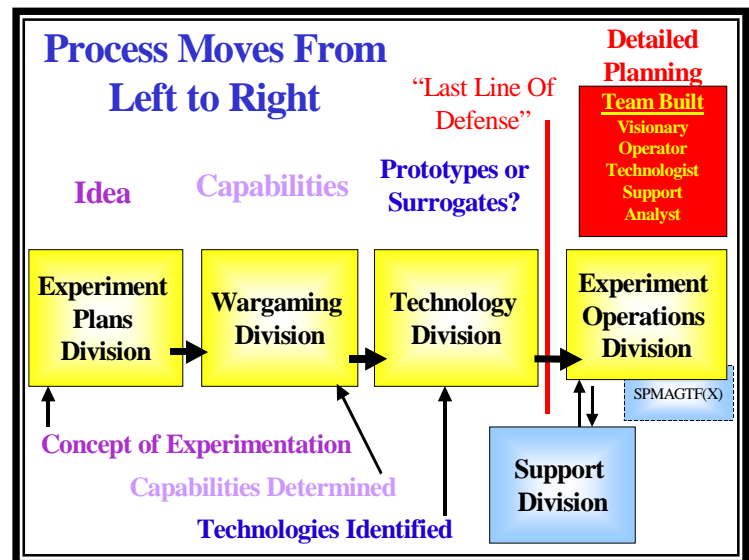 Process Moves From
Left to Right
Detailed
Planning
Team Built
Visionary
Operator
Technologist
Support
Analyst
“Last Line Of
Defense”
Idea
Capabilities
Prototypes or
Surrogates?
Experiment
Plans
Division
Wargaming
Division
Technology
Division
Experiment
Operations
Division
SPMAGTF(X)
Concept of Experimentation
Capabilities Determined
Technologies Identified
Support
Division